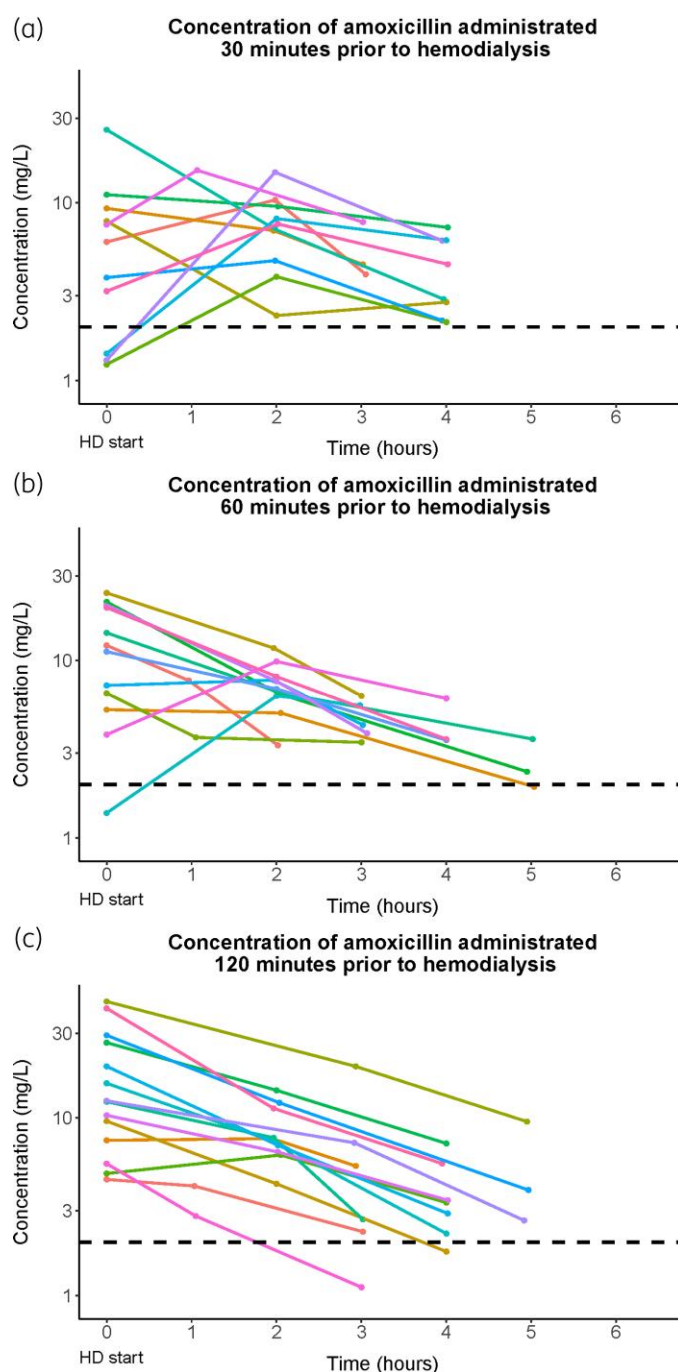 (a)
Concentration of amoxicillin administrated
30 minutes prior to hemodialysis
Concentration (mg/L)
30
10
3
1
0 1 2 3 4 5 6
HD start
Time (hours)
(b)
Concentration of amoxicillin administrated
60 minutes prior to hemodialysis
Concentration (mg/L)
30
10
3
1
0 1 2 3 4 5 6
HD start
Time (hours)
(c)
Concentration of amoxicillin administrated
120 minutes prior to hemodialysis
Concentration (mg/L)
30
10
3
1
0 1 2 3 4 5 6
HD start
Time (hours)